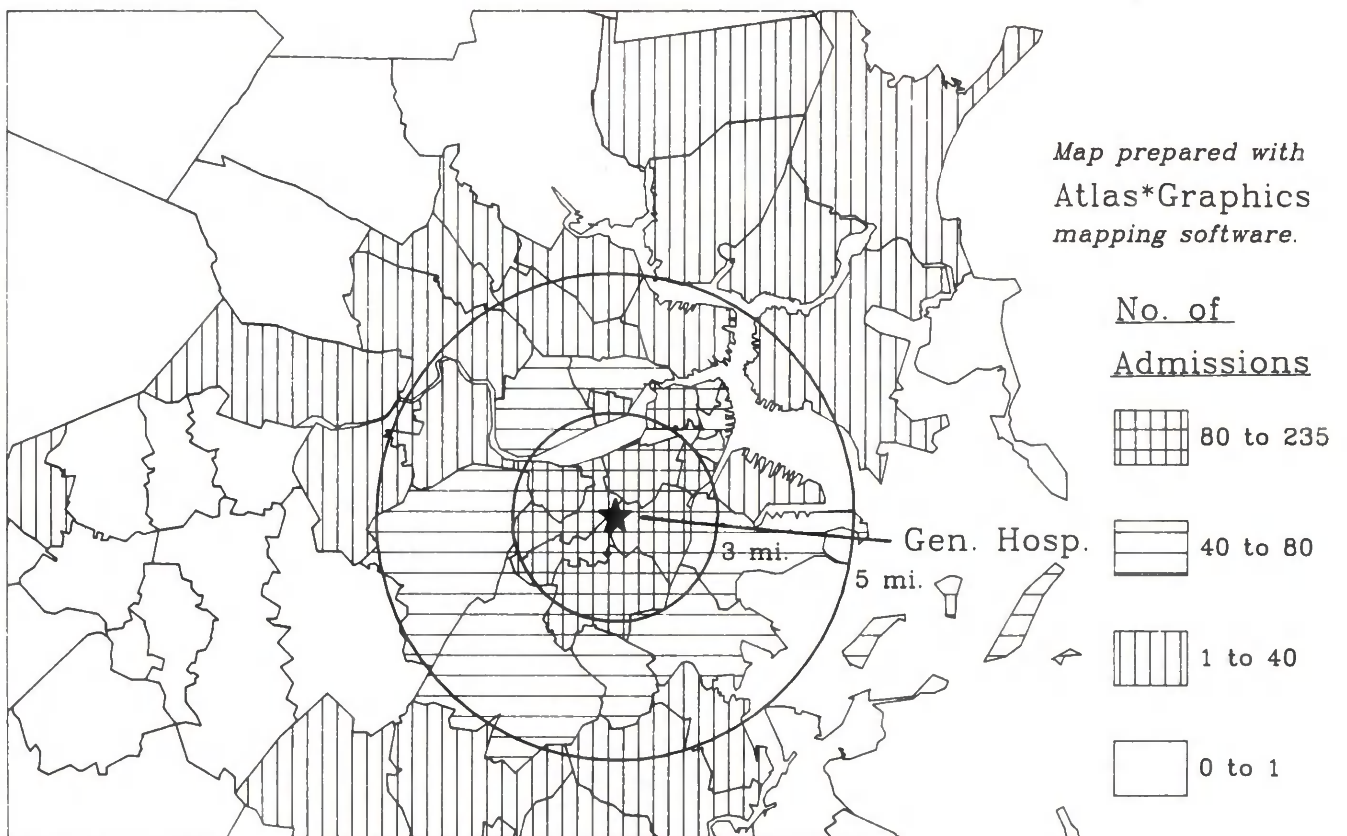 Map prepared with
Atlas*Graphics
mapping software.
No. of
Admissions
80 to 235
40 to 80
1 to 40
0 to 1
Gen. Hosp.
3 mi.
5 mi.